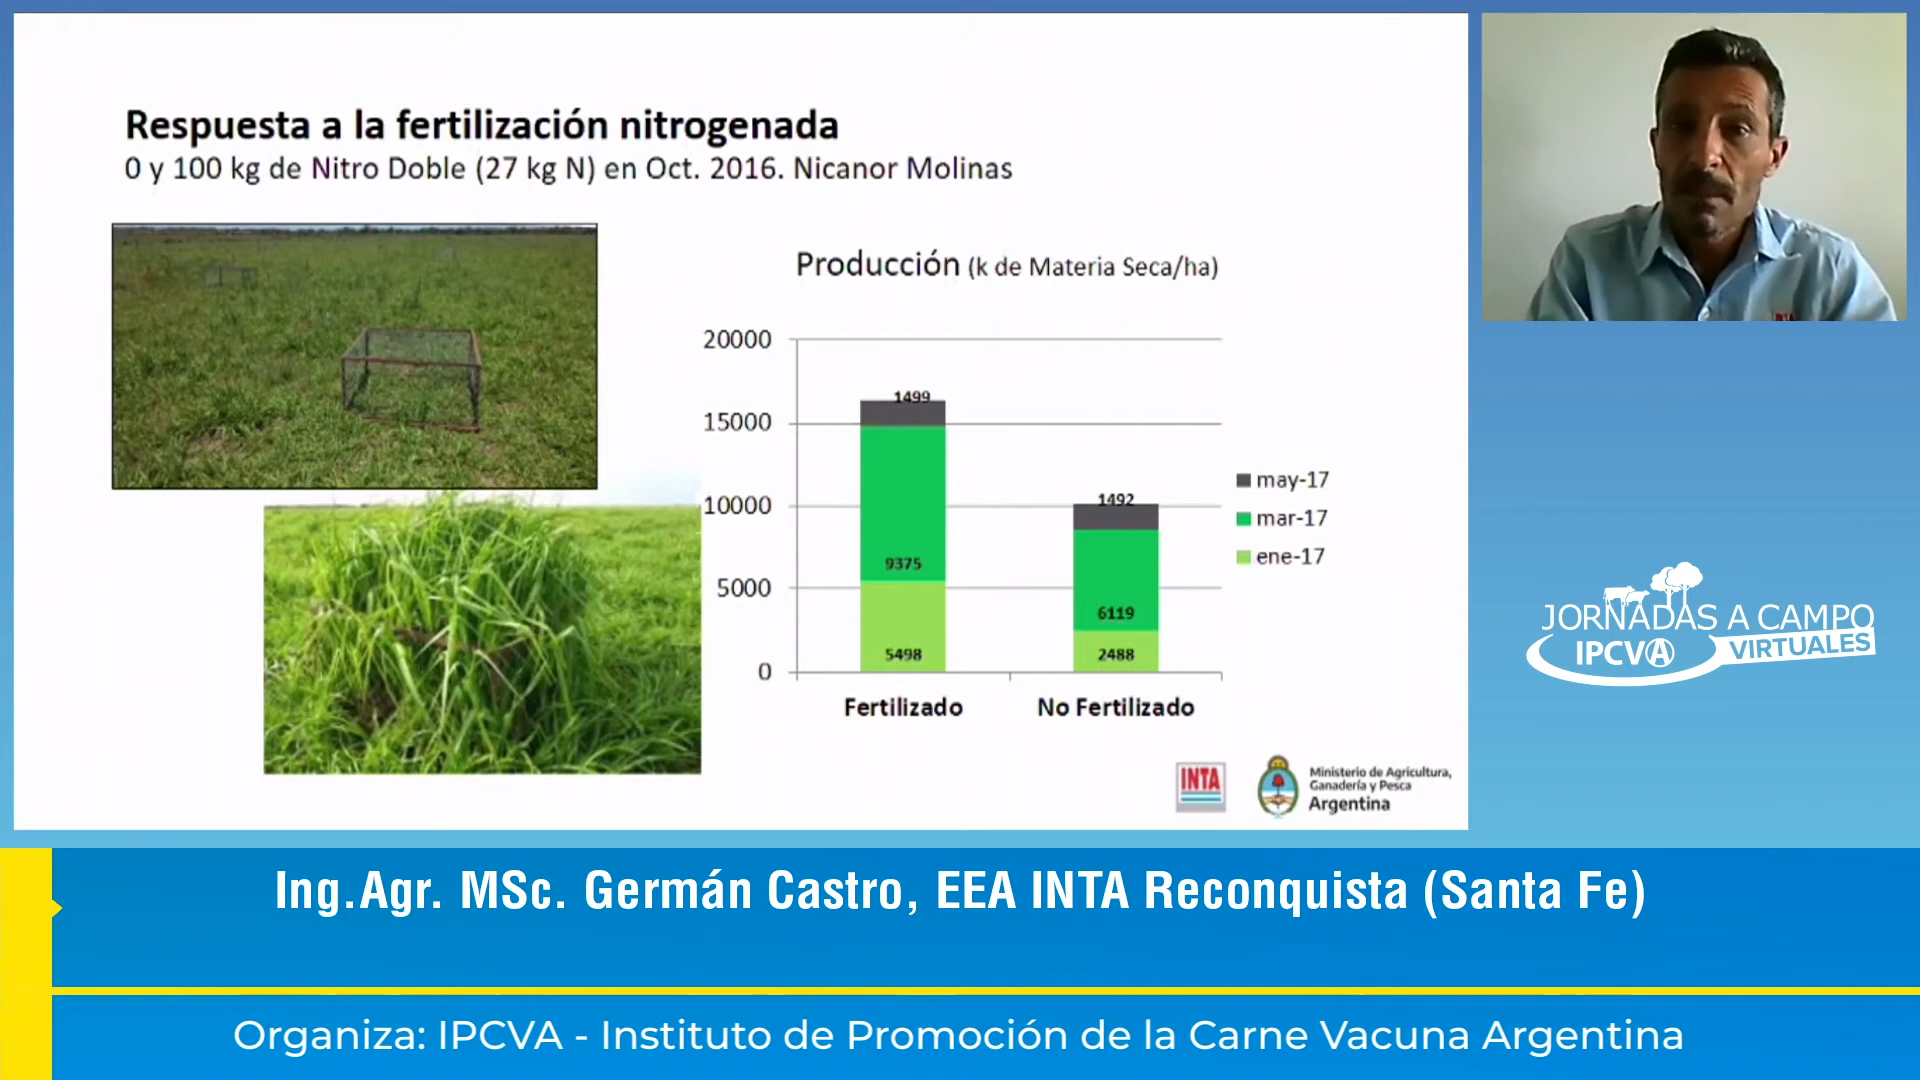 Respuesta a la fertilización nitrogenada
0 y 100 kg de Nitro Doble (27 kg N) en Oct. 2016. Nicanor Molinas
Producción (k de Materia Seca/ha)
20000
15000
10000
5000
0
1499
9375
5498
1492
6119
2488
Fertilizado
No Fertilizado
may-17
mar-17
ene-17
INTA
Ministerio de Agricultura,
Ganadería y Pesca
Argentina
INTA
JORNADAS A CAMPO
IPCVA
VIRTUALES
Ing.Agr. MSc. Germán Castro, EEA INTA Reconquista (Santa Fe)
Organiza: IPCVA - Instituto de Promoción de la Carne Vacuna Argentina